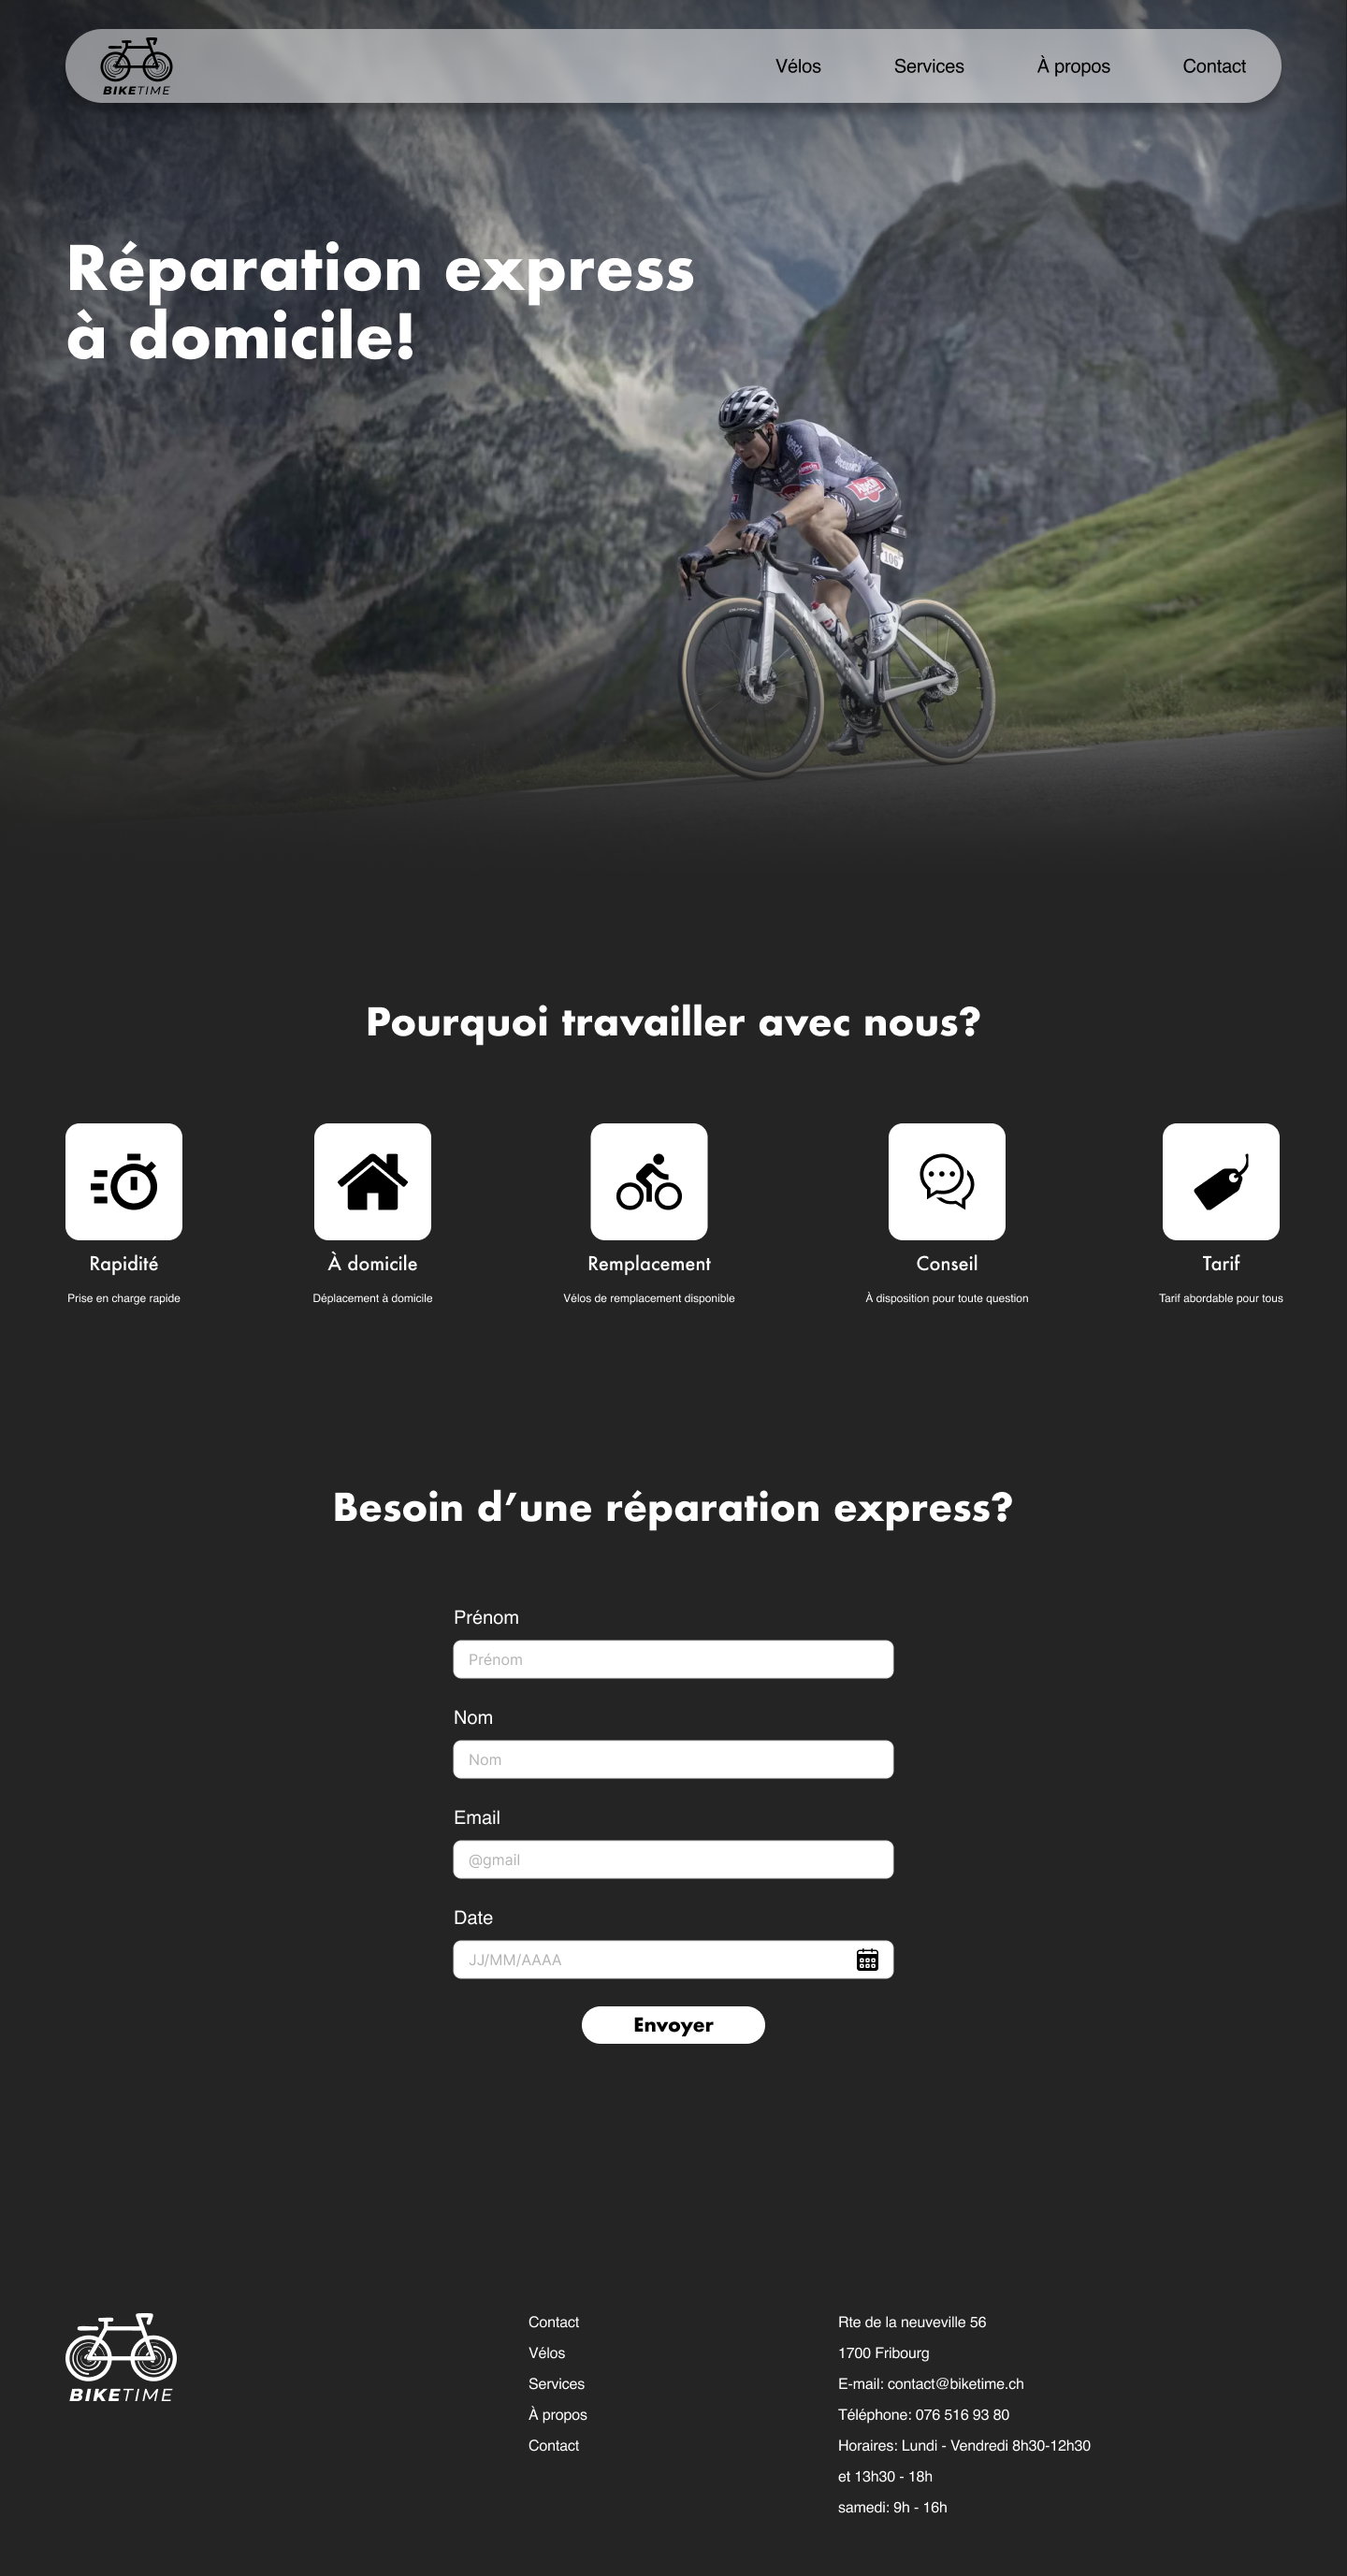 BIKETIME
Vélos
Services
À propos
Contact
Réparation express
à domicile!
106
Pourquoi travailler avec nous?
Rapidité
À domicile
Remplacement
Conseil
Tarif
Prise en charge rapide
Déplacement à domicile
Vélos de remplacement disponible
À disposition pour toute question
Tarif abordable pour tous
Besoin d’une réparation express?
Prénom
Prénom
Nom
Nom
Email
@gmail
Date
JJ/MM/AAAA
Envoyer
BIKETIME
Contact
Vélos
Services
À propos
Contact
Rte de la neuveville 56
1700 Fribourg
E-mail: contact@biketime.ch
Téléphone: 076 516 93 80
Horaires: Lundi - Vendredi 8h30-12h30
et 13h30 - 18h
samedi: 9h - 16h